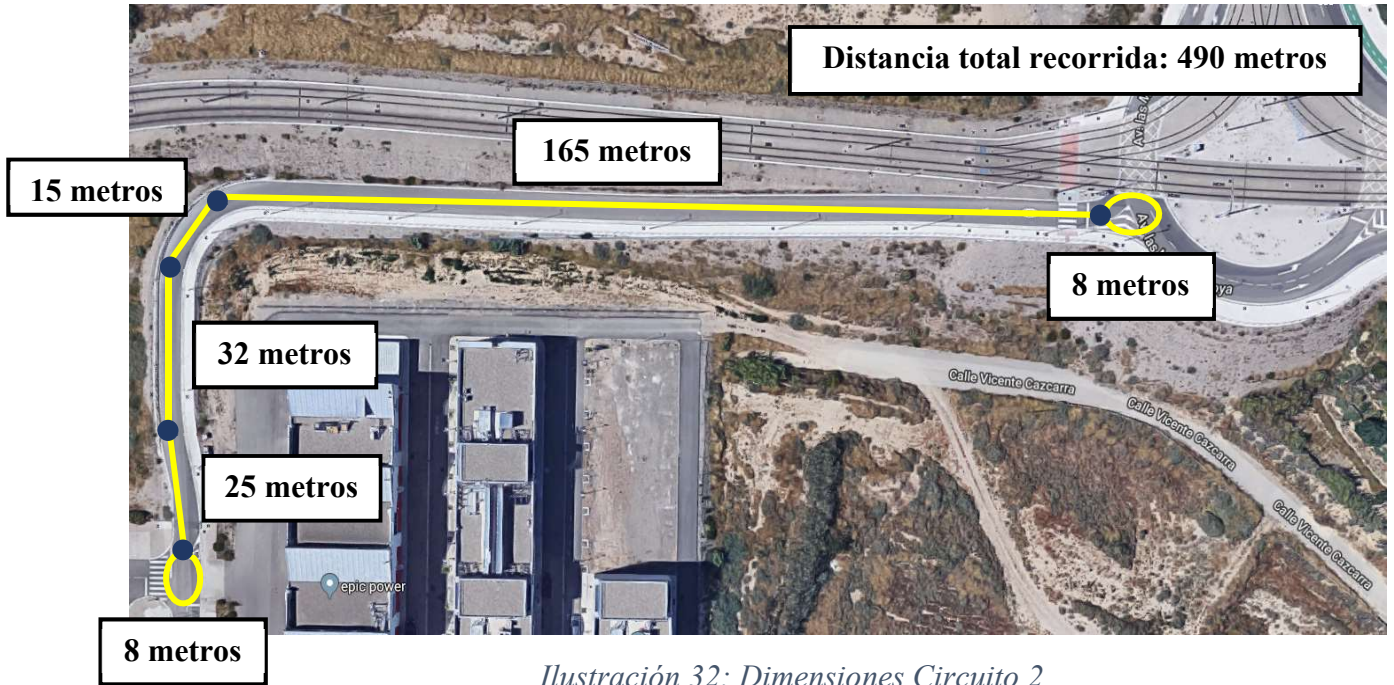 Distancia total recorrida: 490 metros
165 metros
15 metros
8 metros
32 metros
Calle Vicente Cazcarra
Calle Vicente Cazcarra
Calle Vicente Cazcarra
25 metros
epic power
8 metros
Ilustración 32: Dimensiones Circuito 2